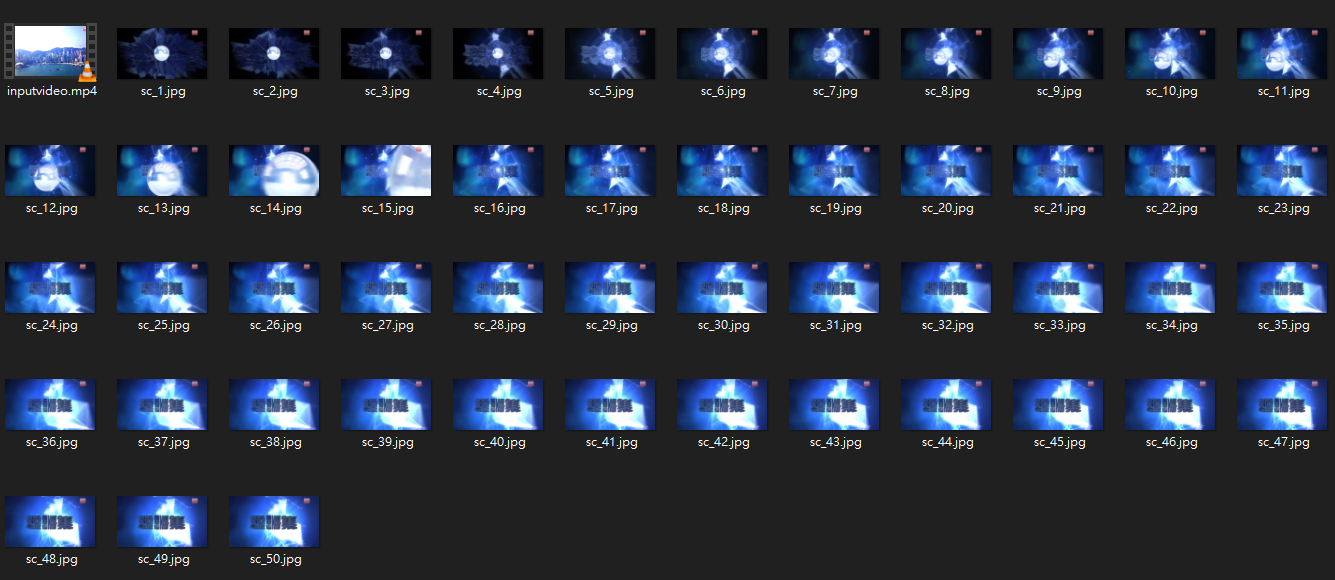 inputvideo.mp4 sc_1.jpg sc_2.jpg sc_3.jpg sc_4.jpg sc_5.jpg sc_6.jpg sc_7.jpg sc_8.jpg sc_9.jpg sc_10.jpg sc_11.jpg
sc_12.jpg sc_13.jpg sc_14.jpg sc_15.jpg sc_16.jpg sc_17.jpg sc_18.jpg sc_19.jpg sc_20.jpg sc_21.jpg sc_22.jpg sc_23.jpg
sc_24.jpg sc_25.jpg sc_26.jpg sc_27.jpg sc_28.jpg sc_29.jpg sc_30.jpg sc_31.jpg sc_32.jpg sc_33.jpg sc_34.jpg sc_35.jpg
sc_36.jpg sc_37.jpg sc_38.jpg sc_39.jpg sc_40.jpg sc_41.jpg sc_42.jpg sc_43.jpg sc_44.jpg sc_45.jpg sc_46.jpg sc_47.jpg
sc_48.jpg sc_49.jpg sc_50.jpg